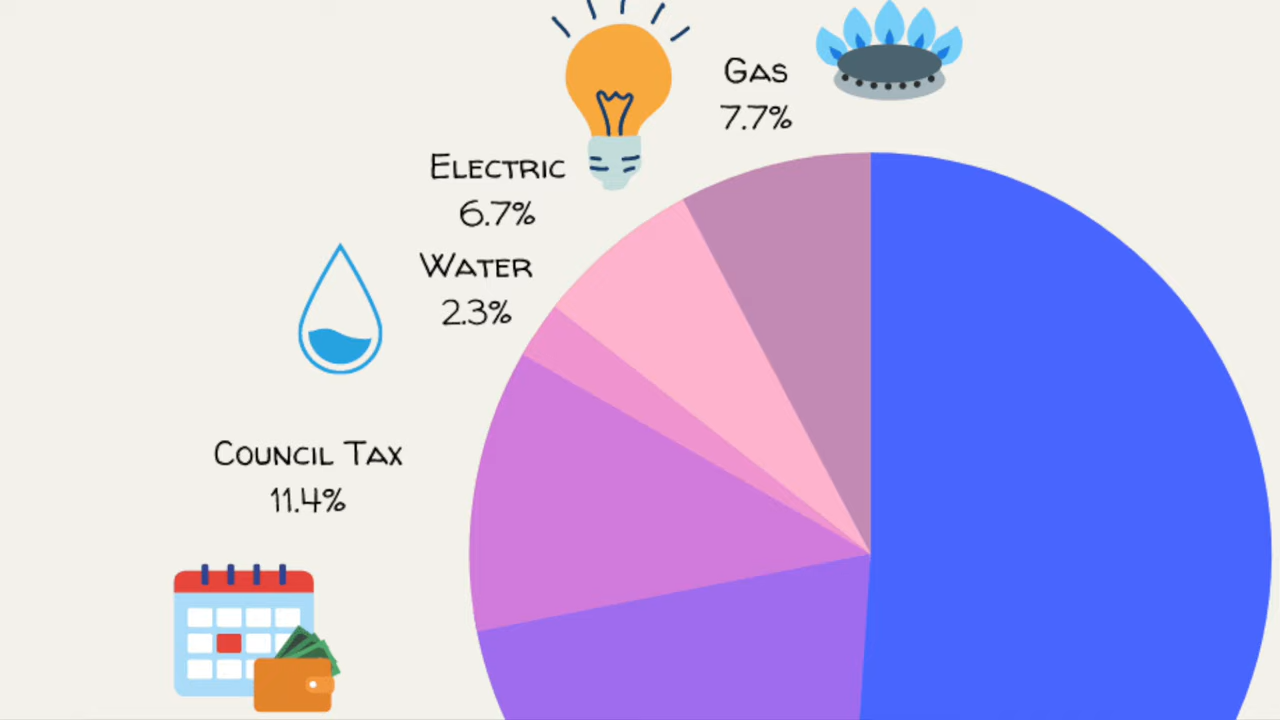 Gas
7.7%
Electric
6.7%
Water
2.3%
Council Tax
11.4%